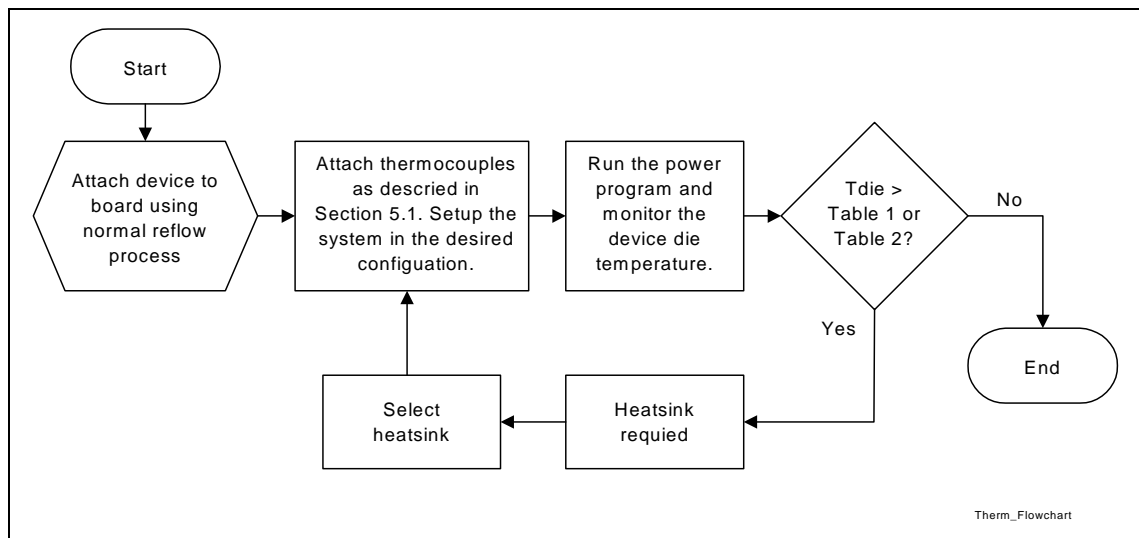 Start
Attach device to
board using
normal reflow
process
Attach thermocouples
as descried in
Section 5.1. Setup the
system in the desired
configuation.
Run the power
program and
monitor the
device die
temperature.
Tdie >
Table 1 or
Table 2?
No
Yes
End
Heatsink
requied
Select
heatsink
Therm_Flowchart